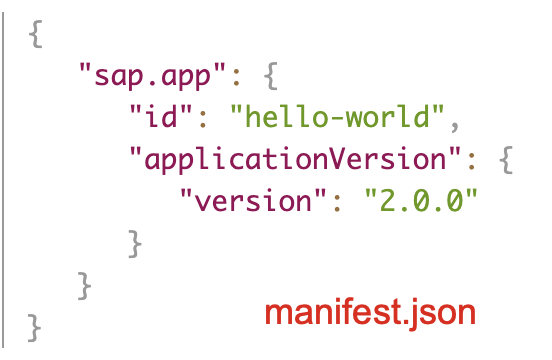 {
"sap.app": {
"id": "hello-world",
"applicationVersion": {
"version": "2.0.0"
}
}
}
manifest.json